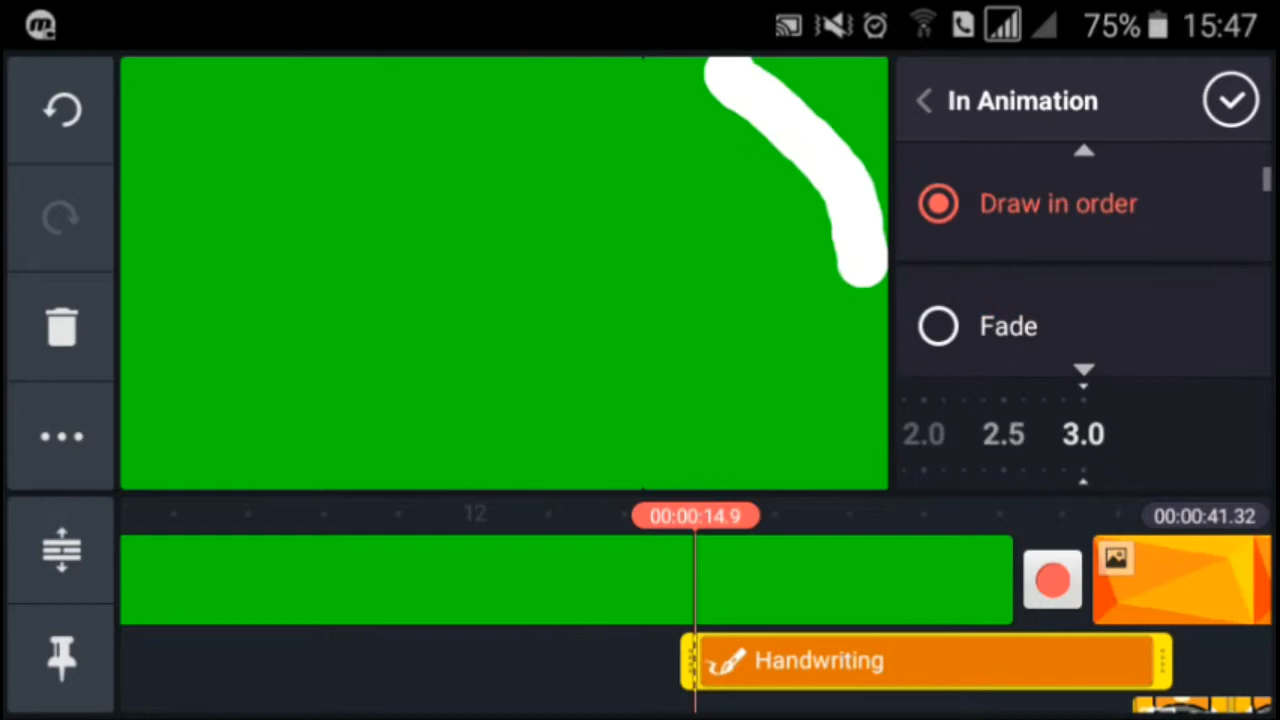 75% 15:47
In Animation
Draw in order
Fade
2.0 2.5 3.0
12 00:00:14.9 00:00:41.32
Handwriting